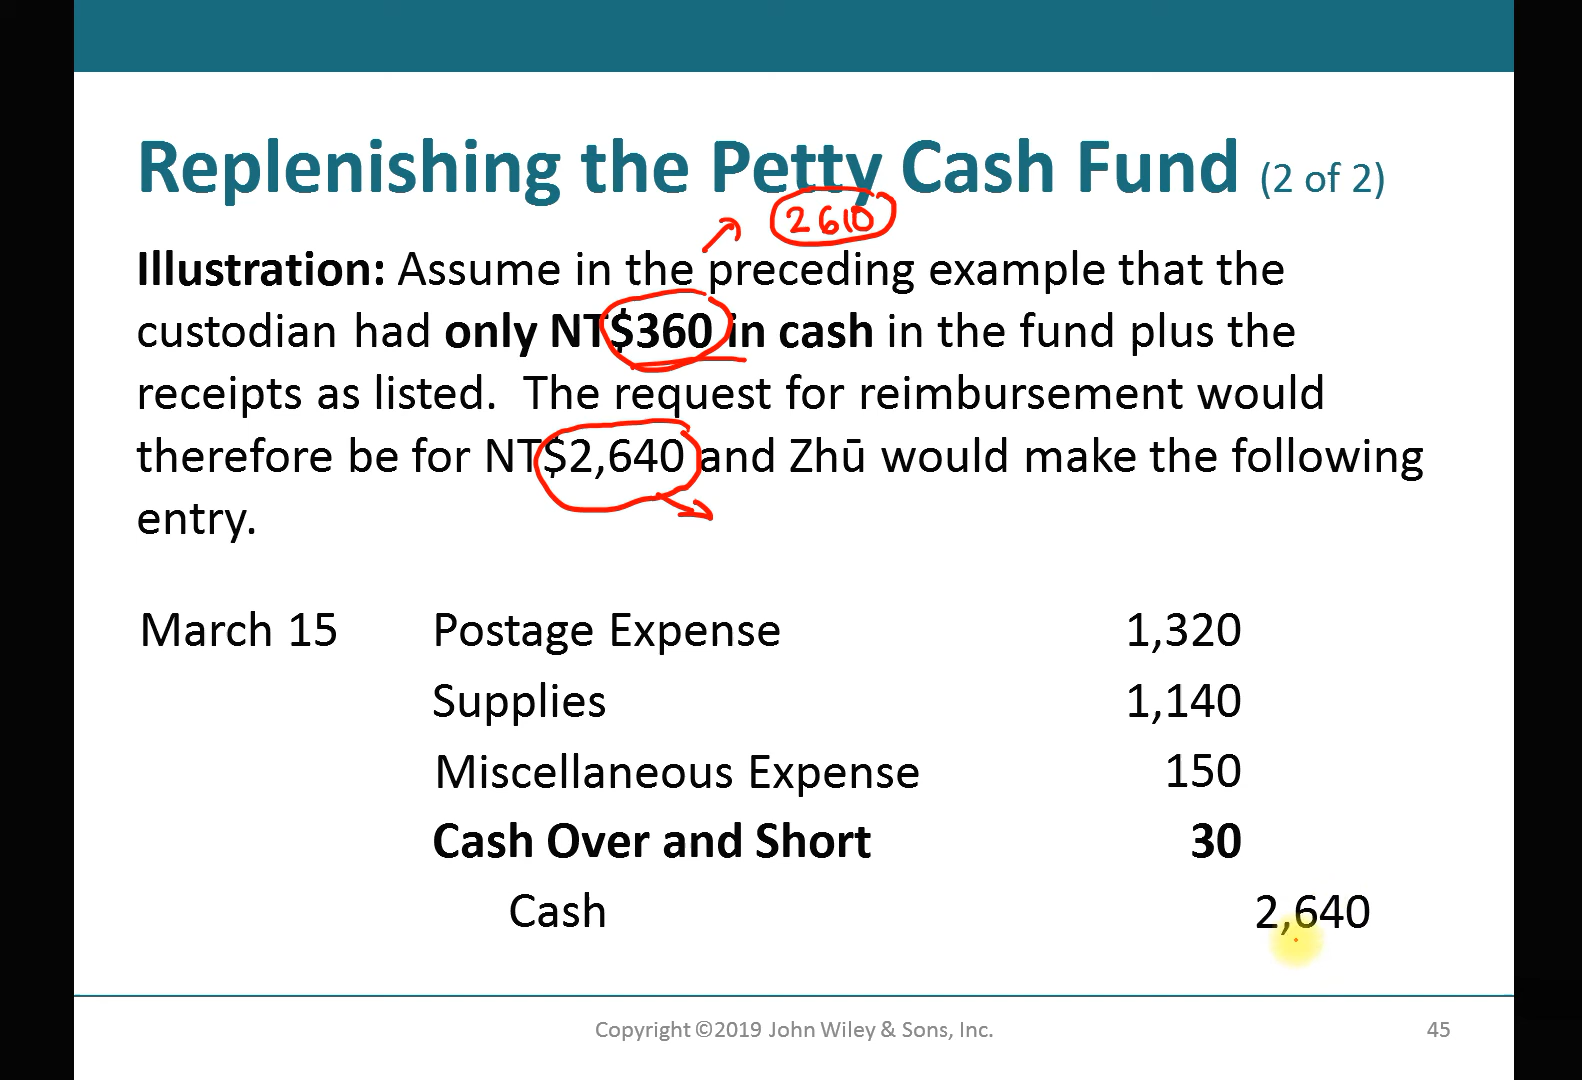 Replenishing the Petty Cash Fund (2 of 2)
2610
Illustration: Assume in the preceding example that the
custodian had only NT$360 in cash in the fund plus the
receipts as listed. The request for reimbursement would
therefore be for NT$2,640 and Zhū would make the following
entry.
March 15 Postage Expense 1,320
Supplies 1,140
Miscellaneous Expense 150
Cash Over and Short 30
Cash 2,640
Copyright ©2019 John Wiley & Sons, Inc. 45